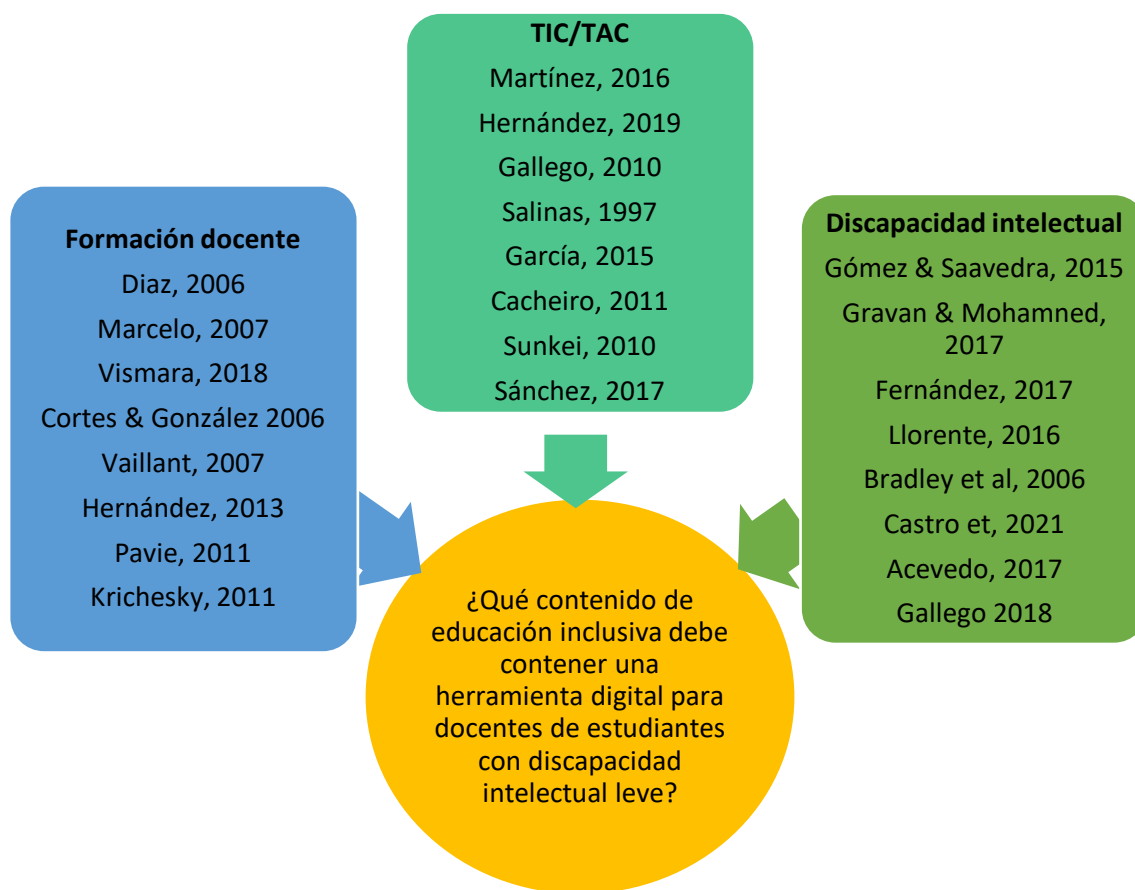 TIC/TAC
Martínez, 2016
Hernández, 2019
Gallego, 2010
Salinas, 1997
García, 2015
Cacheiro, 2011
Sunkei, 2010
Sánchez, 2017
Formación docente
Diaz, 2006
Marcelo, 2007
Vismara, 2018
Cortes & González 2006
Vaillant, 2007
Hernández, 2013
Pavie, 2011
Krichesky, 2011
Discapacidad intelectual
Gómez & Saavedra, 2015
Gravan & Mohamned,
2017
Fernández, 2017
Llorente, 2016
Bradley et al, 2006
Castro et, 2021
Acevedo, 2017
Gallego 2018
¿Qué contenido de
educación inclusiva debe
contener una
herramienta digital para
docentes de estudiantes
con discapacidad
intelectual leve?